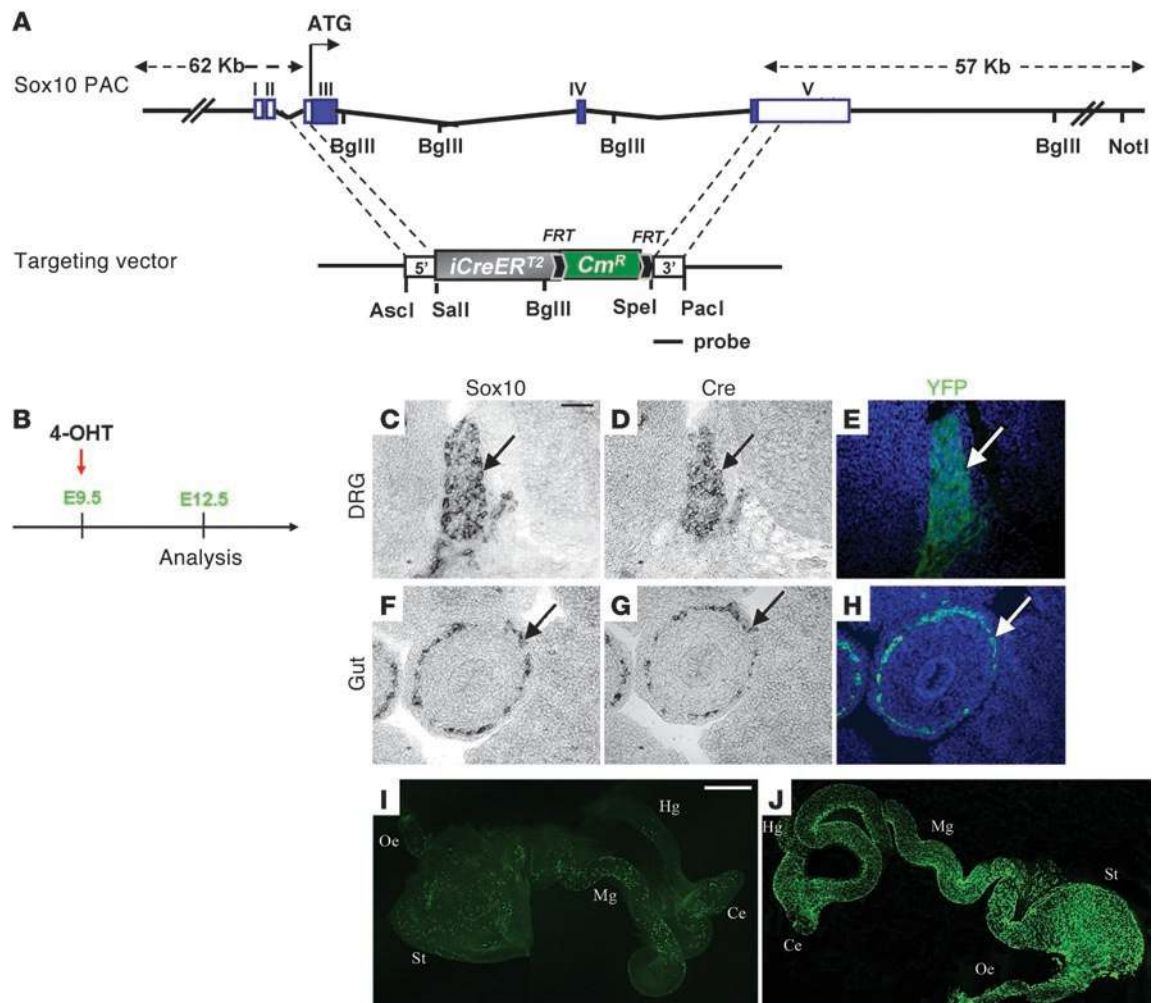 A
ATG
62 Kb
57 Kb
Sox10 PAC
I II III IV V
BglII BglII BglII BglII NotI
FRT FRT
Targeting vector
5' iCreER^T2 Cm^R 3'
AscI SalI BglII SpeI PacI
probe
B
4-OHT
E9.5 E12.5
Analysis
Sox10 Cre YFP
C D E
DRG
F G H
Gut
I J
Oe Hg Mg Ce St
Hg Mg St Ce Oe